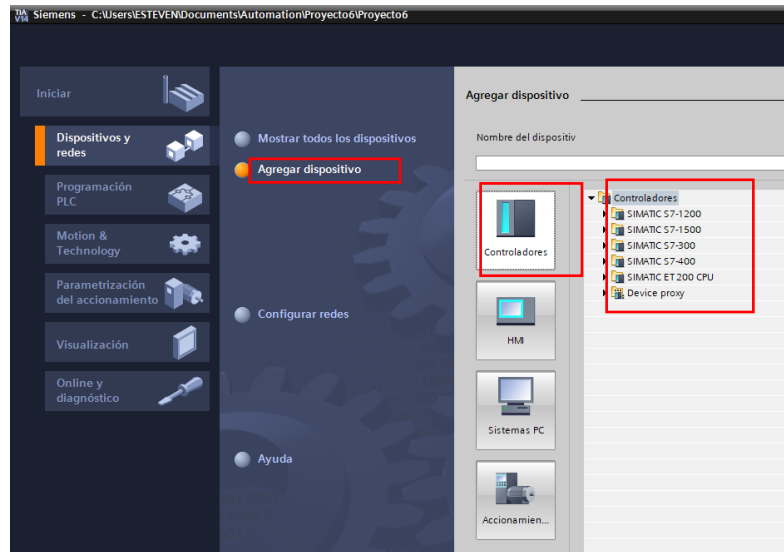 TIA V14 Siemens - C:\Users\ESTEVEN\Documents\Automation\Proyecto6\Proyecto6
Iniciar
Dispositivos y
redes
Programación
PLC
Motion &
Technology
Parametrización
del accionamiento
Visualización
Online y
diagnóstico
Mostrar todos los dispositivos
Agregar dispositivo
Configurar redes
Ayuda
Agregar dispositivo
Nombre del dispositiv
Controladores
HMI
Sistemas PC
Accionamien...
Controladores
SIMATIC S7-1200
SIMATIC S7-1500
SIMATIC S7-300
SIMATIC S7-400
SIMATIC ET 200 CPU
Device proxy